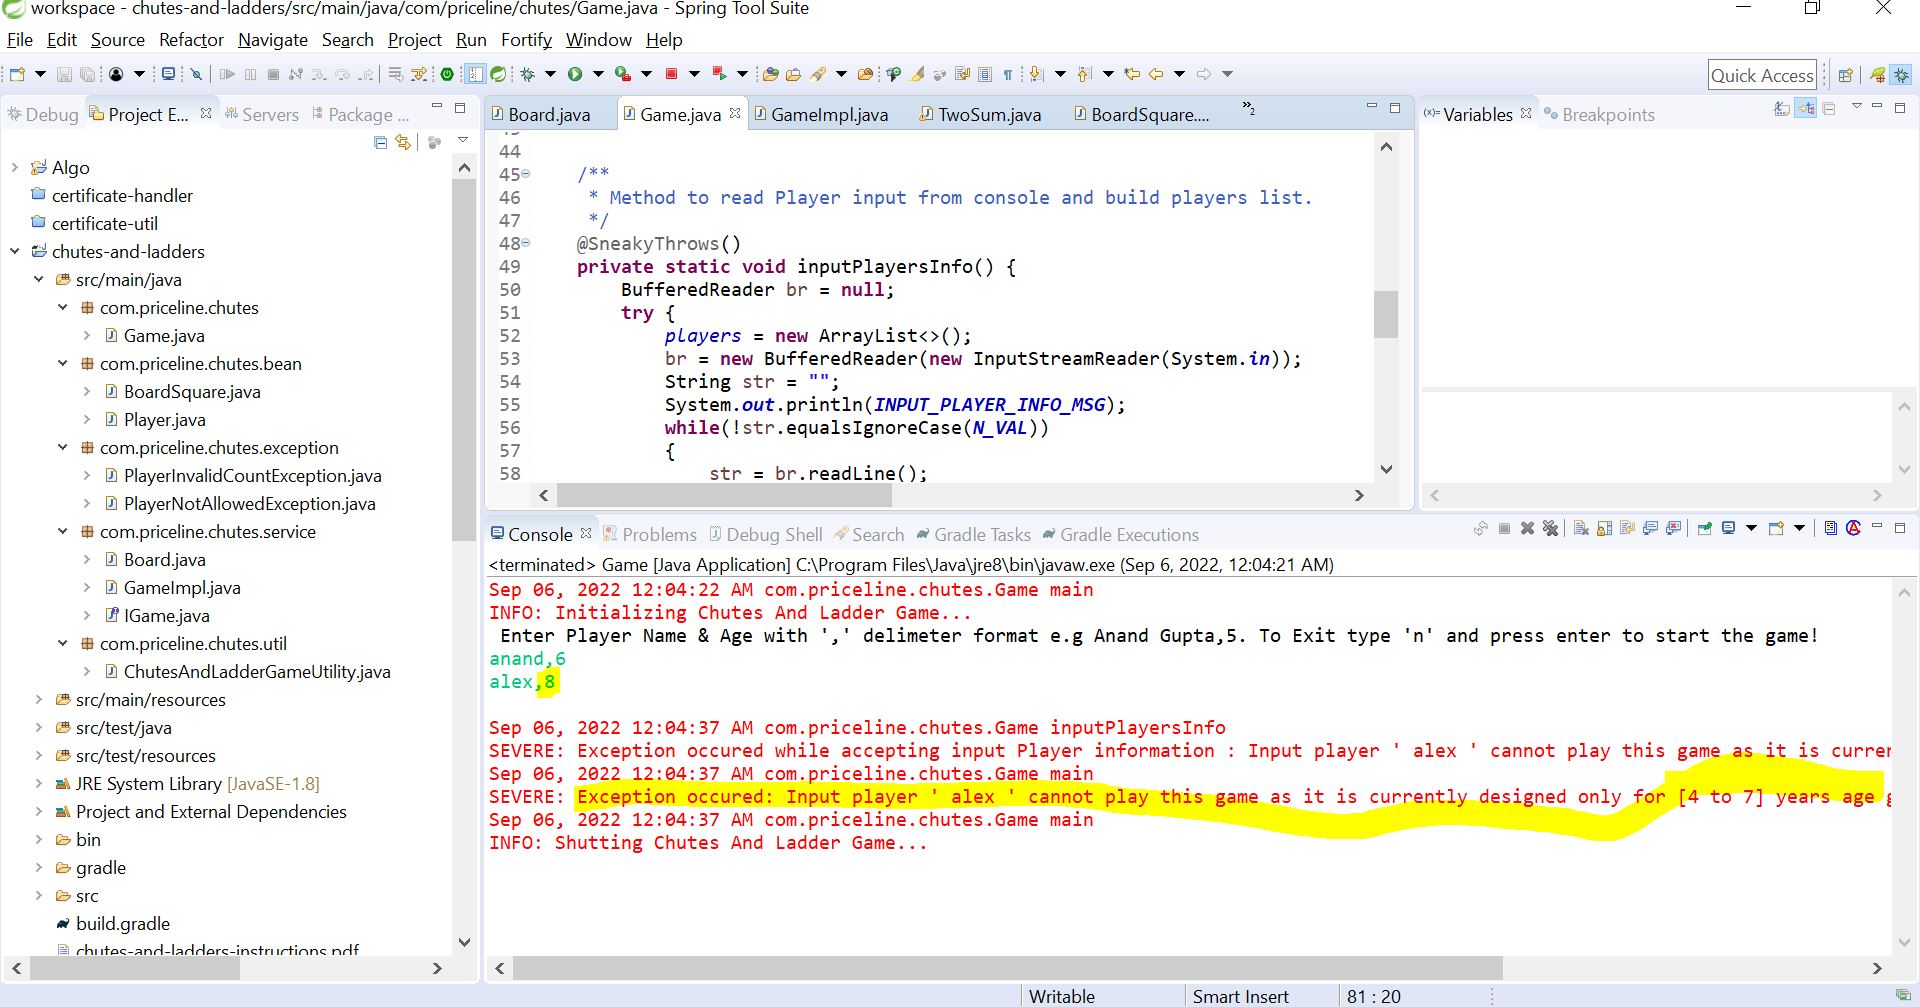 workspace - chutes-and-ladders/src/main/java/com/priceline/chutes/Game.java - Spring Tool Suite
File Edit Source Refactor Navigate Search Project Run Fortify Window Help
Quick Access
Debug Project E... Servers Package ...
Algo
certificate-handler
certificate-util
chutes-and-ladders
src/main/java
com.priceline.chutes
Game.java
com.priceline.chutes.bean
BoardSquare.java
Player.java
com.priceline.chutes.exception
PlayerInvalidCountException.java
PlayerNotAllowedException.java
com.priceline.chutes.service
Board.java
GameImpl.java
IGame.java
com.priceline.chutes.util
ChutesAndLadderGameUtility.java
src/main/resources
src/test/java
src/test/resources
JRE System Library [JavaSE-1.8]
Project and External Dependencies
bin
gradle
src
build.gradle
chutes-and-ladders-instructions.pdf
Board.java Game.java GameImpl.java TwoSum.java BoardSquare.... »2
44
45 /**
46 * Method to read Player input from console and build players list.
47 */
48 @SneakyThrows()
49 private static void inputPlayersInfo() {
50 BufferedReader br = null;
51 try {
52 players = new ArrayList<>();
53 br = new BufferedReader(new InputStreamReader(System.in));
54 String str = "";
55 System.out.println(INPUT_PLAYER_INFO_MSG);
56 while(!str.equalsIgnoreCase(N_VAL))
57 {
58 str = br.readLine();
(x)= Variables Breakpoints
Console Problems Debug Shell Search Gradle Tasks Gradle Executions
<terminated> Game [Java Application] C:\Program Files\Java\jre8\bin\javaw.exe (Sep 6, 2022, 12:04:21 AM)
Sep 06, 2022 12:04:22 AM com.priceline.chutes.Game main
INFO: Initializing Chutes And Ladder Game...
Enter Player Name & Age with ',' delimeter format e.g Anand Gupta,5. To Exit type 'n' and press enter to start the game!
anand,6
alex,8
Sep 06, 2022 12:04:37 AM com.priceline.chutes.Game inputPlayersInfo
SEVERE: Exception occured while accepting input Player information : Input player ' alex ' cannot play this game as it is curren
Sep 06, 2022 12:04:37 AM com.priceline.chutes.Game main
SEVERE: Exception occured: Input player ' alex ' cannot play this game as it is currently designed only for [4 to 7] years age g
Sep 06, 2022 12:04:37 AM com.priceline.chutes.Game main
INFO: Shutting Chutes And Ladder Game...
Writable Smart Insert 81 : 20